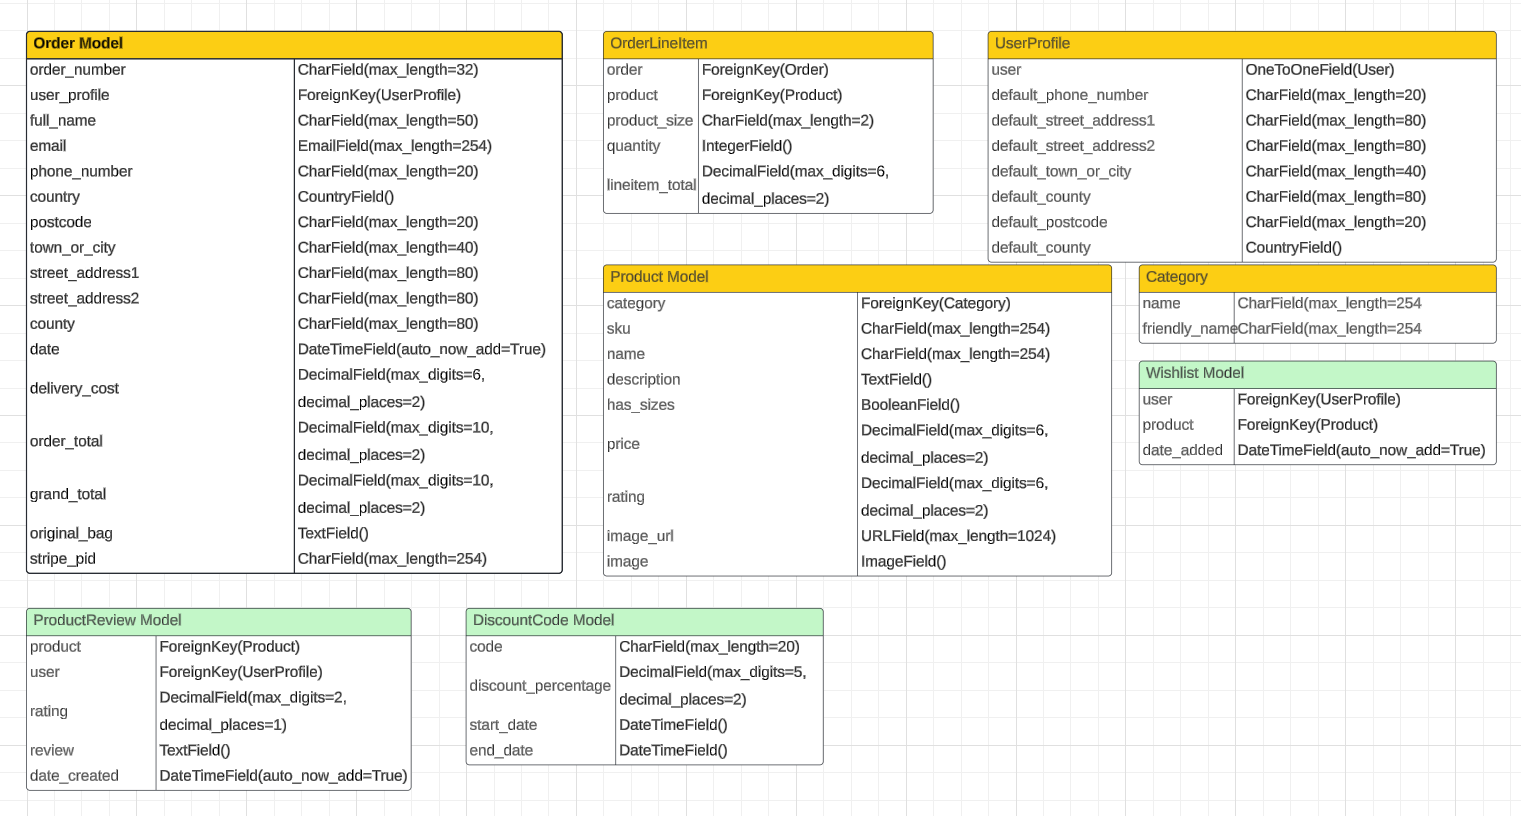 Order Model
order_number CharField(max_length=32)
user_profile ForeignKey(UserProfile)
full_name CharField(max_length=50)
email EmailField(max_length=254)
phone_number CharField(max_length=20)
country CountryField()
postcode CharField(max_length=20)
town_or_city CharField(max_length=40)
street_address1 CharField(max_length=80)
street_address2 CharField(max_length=80)
county CharField(max_length=80)
date DateTimeField(auto_now_add=True)
delivery_cost DecimalField(max_digits=6,
decimal_places=2)
order_total DecimalField(max_digits=10,
decimal_places=2)
grand_total DecimalField(max_digits=10,
decimal_places=2)
original_bag TextField()
stripe_pid CharField(max_length=254)
OrderLineItem
order ForeignKey(Order)
product ForeignKey(Product)
product_size CharField(max_length=2)
quantity IntegerField()
lineitem_total DecimalField(max_digits=6,
decimal_places=2)
UserProfile
user OneToOneField(User)
default_phone_number CharField(max_length=20)
default_street_address1 CharField(max_length=80)
default_street_address2 CharField(max_length=80)
default_town_or_city CharField(max_length=40)
default_county CharField(max_length=80)
default_postcode CharField(max_length=20)
default_county CountryField()
Product Model
category ForeignKey(Category)
sku CharField(max_length=254)
name CharField(max_length=254)
description TextField()
has_sizes BooleanField()
price DecimalField(max_digits=6,
decimal_places=2)
rating DecimalField(max_digits=6,
decimal_places=2)
image_url URLField(max_length=1024)
image ImageField()
Category
name CharField(max_length=254
friendly_name CharField(max_length=254
Wishlist Model
user ForeignKey(UserProfile)
product ForeignKey(Product)
date_added DateTimeField(auto_now_add=True)
ProductReview Model
product ForeignKey(Product)
user ForeignKey(UserProfile)
rating DecimalField(max_digits=2,
decimal_places=1)
review TextField()
date_created DateTimeField(auto_now_add=True)
DiscountCode Model
code CharField(max_length=20)
discount_percentage DecimalField(max_digits=5,
decimal_places=2)
start_date DateTimeField()
end_date DateTimeField()